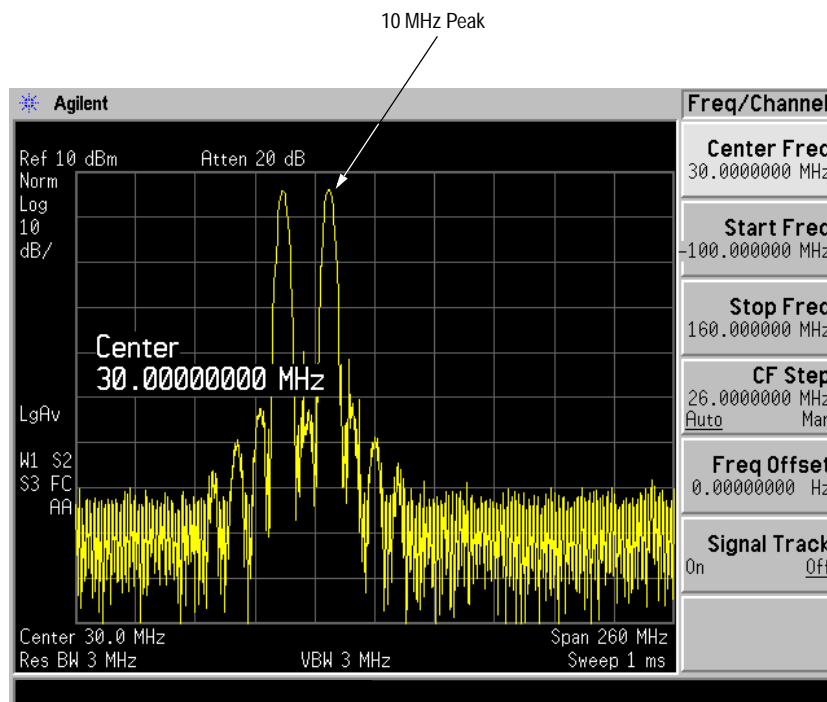 10 MHz Peak
Agilent
Freq/Channel
Ref 10 dBm
Atten 20 dB
Norm
Log
10
dB/
Center
30.00000000 MHz
LgAv
W1 S2
S3 FC
AA
Center 30.0 MHz
Span 260 MHz
Res BW 3 MHz
VBW 3 MHz
Sweep 1 ms
Center Freq
30.0000000 MHz
Start Freq
-100.000000 MHz
Stop Freq
160.000000 MHz
CF Step
26.0000000 MHz
Auto Man
Freq Offset
0.00000000 Hz
Signal Track
On Off